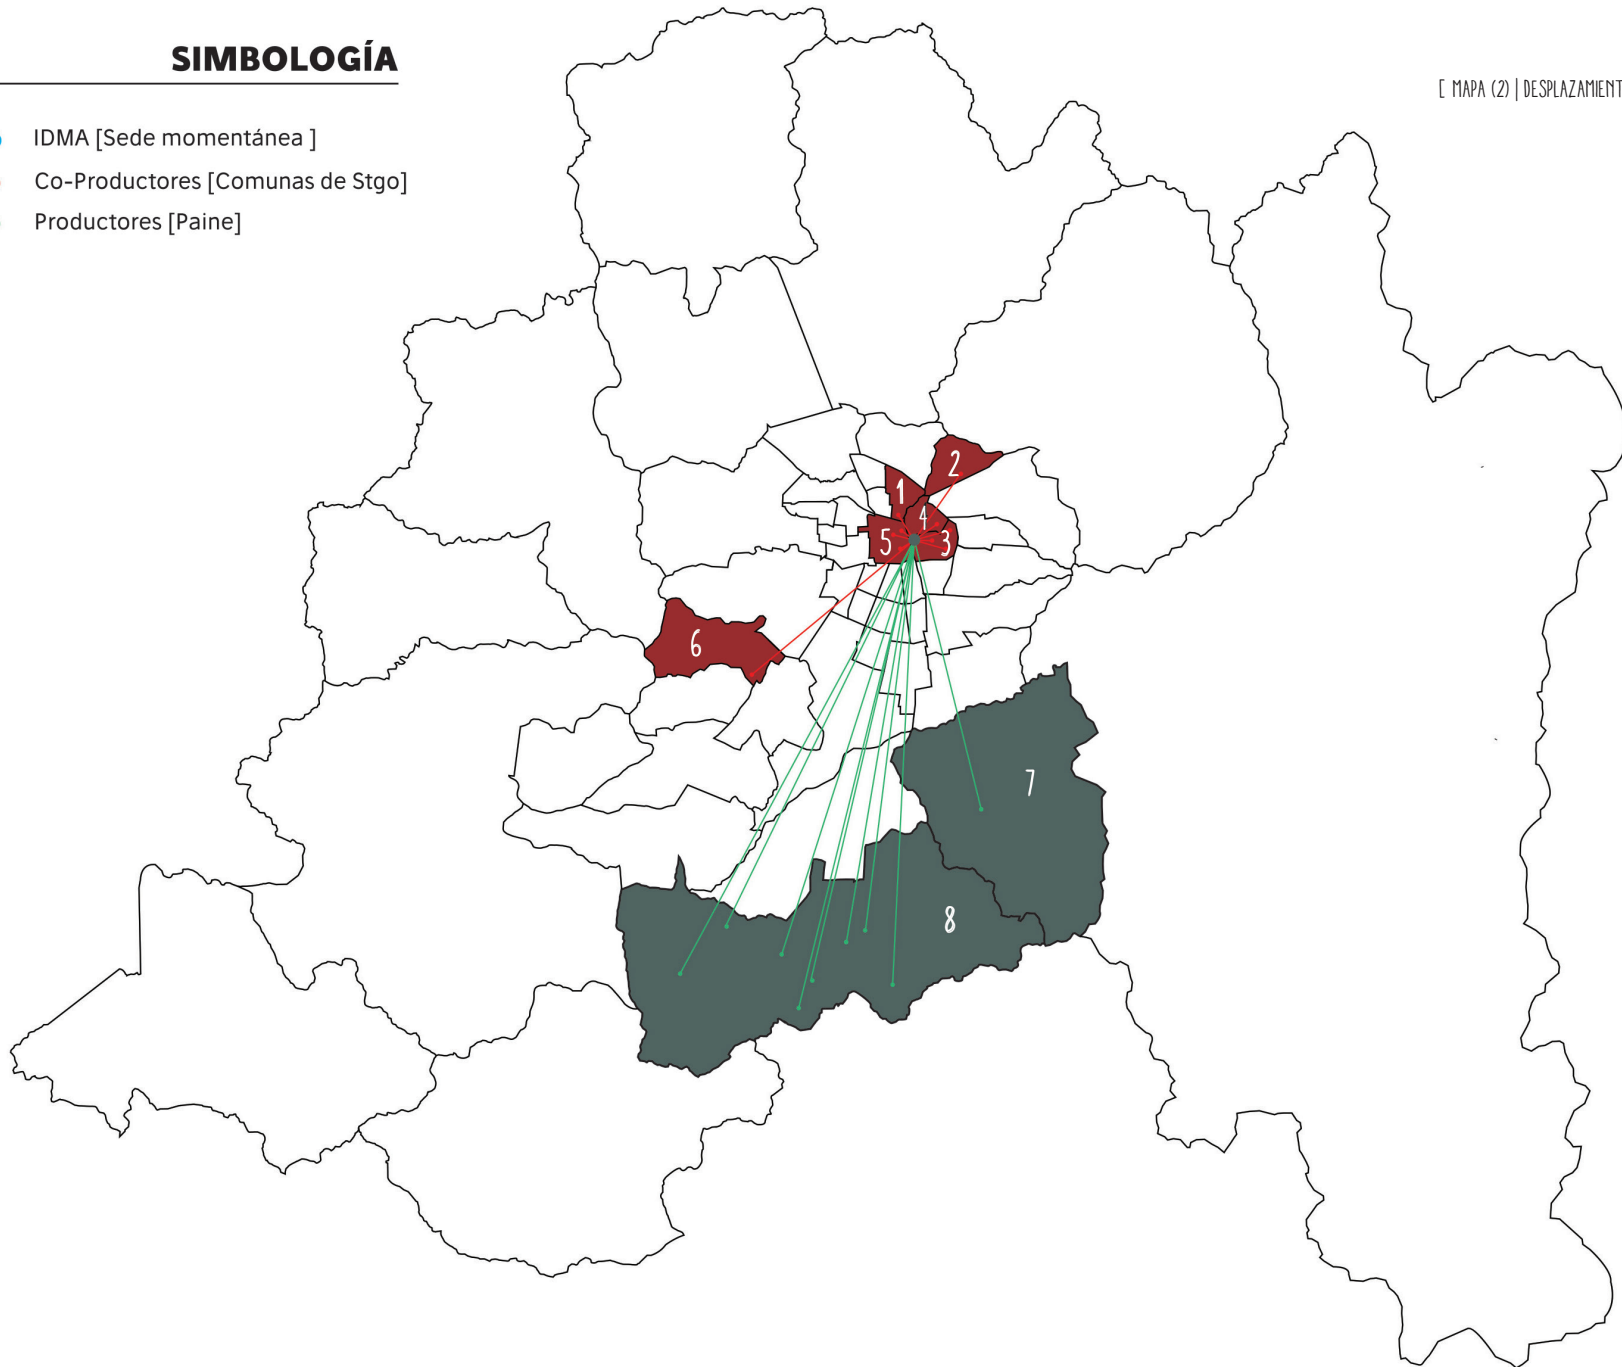 SIMBOLOGÍA
[ MAPA (2) | DESPLAZAMIENT
IDMA [Sede momentánea ]
Co-Productores [Comunas de Stgo]
Productores [Paine]
2
1
4
5
3
6
7
8